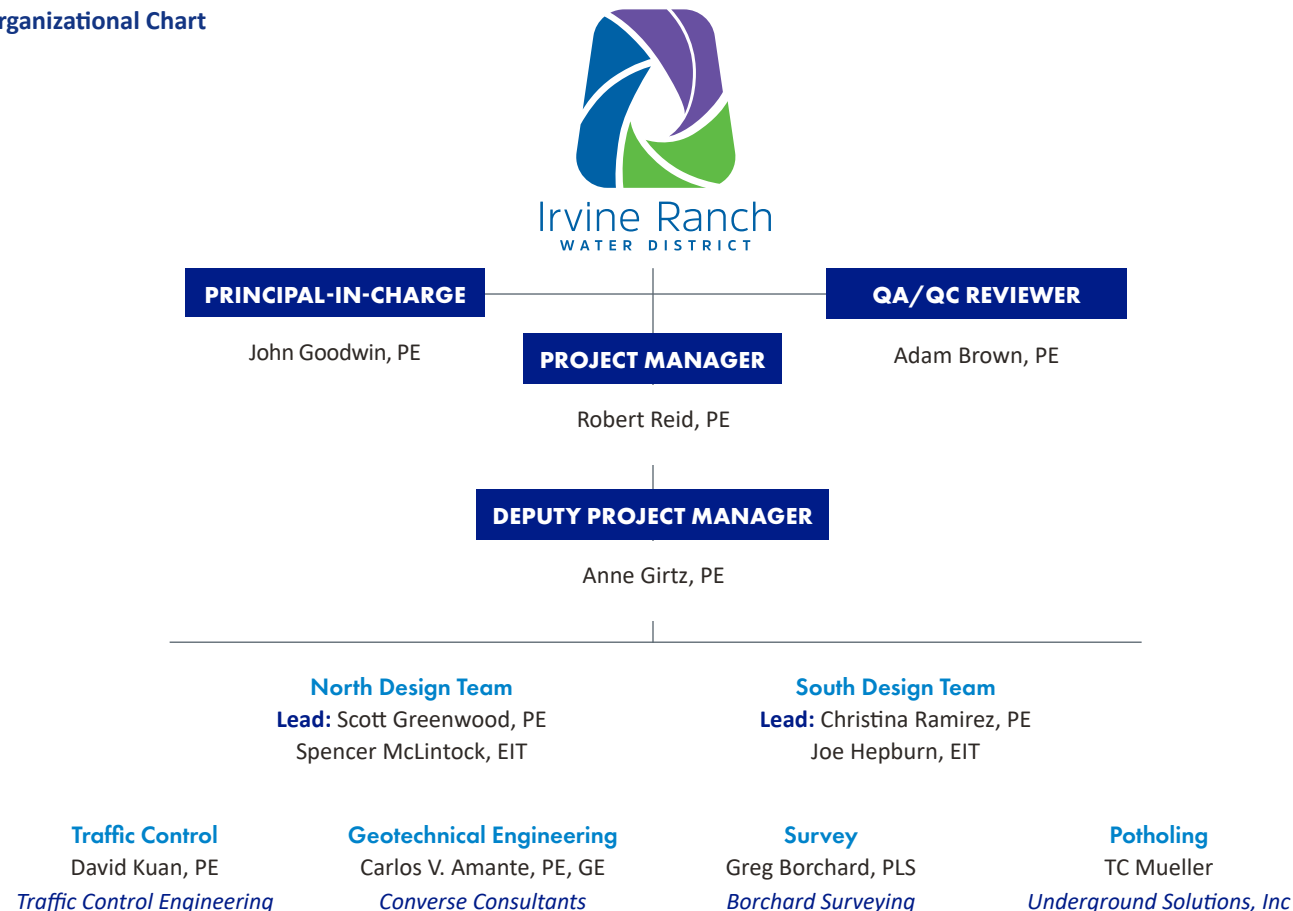 rganizational Chart
Irvine Ranch
WATER DISTRICT
PRINCIPAL-IN-CHARGE
QA/QC REVIEWER
John Goodwin, PE
PROJECT MANAGER
Adam Brown, PE
Robert Reid, PE
DEPUTY PROJECT MANAGER
Anne Girtz, PE
North Design Team
Lead: Scott Greenwood, PE
Spencer McLintock, EIT
South Design Team
Lead: Christina Ramirez, PE
Joe Hepburn, EIT
Traffic Control
David Kuan, PE
Traffic Control Engineering
Geotechnical Engineering
Carlos V. Amante, PE, GE
Converse Consultants
Survey
Greg Borchard, PLS
Borchard Surveying
Potholing
TC Mueller
Underground Solutions, Inc